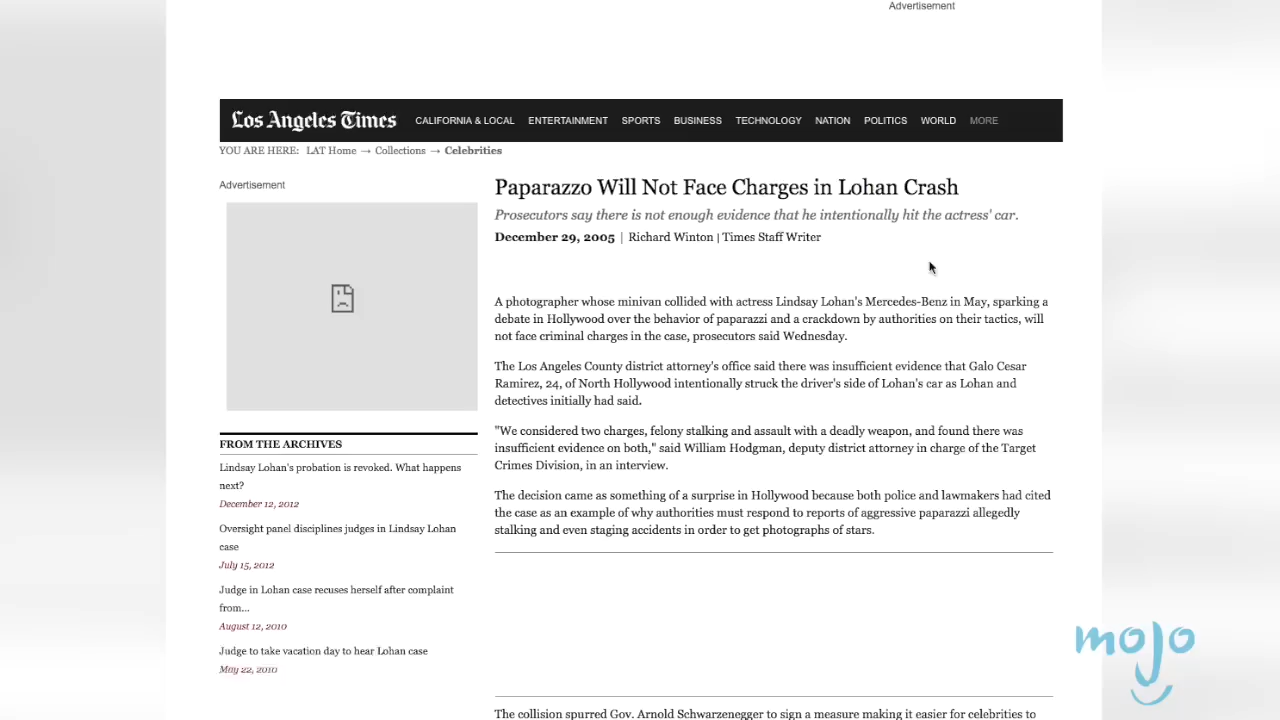 Advertisement
Los Angeles Times CALIFORNIA & LOCAL ENTERTAINMENT SPORTS BUSINESS TECHNOLOGY NATION POLITICS WORLD MORE
YOU ARE HERE: LAT Home → Collections → Celebrities
Advertisement
FROM THE ARCHIVES
Lindsay Lohan's probation is revoked. What happens
next?
December 12, 2012
Oversight panel disciplines judges in Lindsay Lohan
case
July 15, 2012
Judge in Lohan case recuses herself after complaint
from...
August 12, 2010
Judge to take vacation day to hear Lohan case
May 22, 2010
Paparazzo Will Not Face Charges in Lohan Crash
Prosecutors say there is not enough evidence that he intentionally hit the actress' car.
December 29, 2005 | Richard Winton | Times Staff Writer
A photographer whose minivan collided with actress Lindsay Lohan's Mercedes-Benz in May, sparking a
debate in Hollywood over the behavior of paparazzi and a crackdown by authorities on their tactics, will
not face criminal charges in the case, prosecutors said Wednesday.
The Los Angeles County district attorney's office said there was insufficient evidence that Galo Cesar
Ramirez, 24, of North Hollywood intentionally struck the driver's side of Lohan's car as Lohan and
detectives initially had said.
"We considered two charges, felony stalking and assault with a deadly weapon, and found there was
insufficient evidence on both," said William Hodgman, deputy district attorney in charge of the Target
Crimes Division, in an interview.
The decision came as something of a surprise in Hollywood because both police and lawmakers had cited
the case as an example of why authorities must respond to reports of aggressive paparazzi allegedly
stalking and even staging accidents in order to get photographs of stars.
The collision spurred Gov. Arnold Schwarzenegger to sign a measure making it easier for celebrities to
mojo